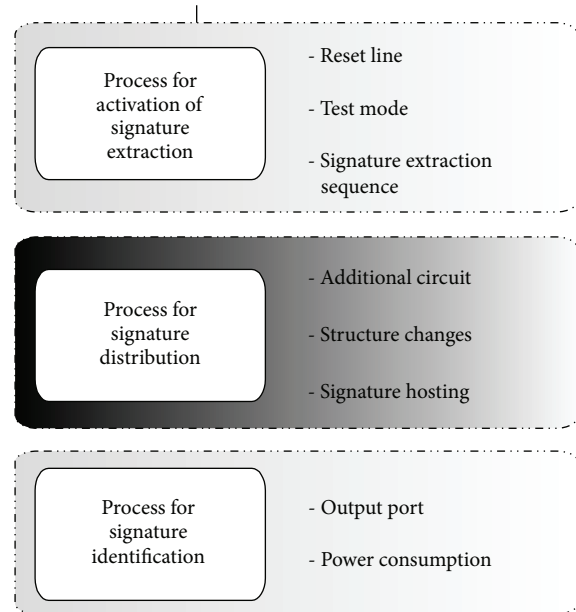 Process for
activation of
signature
extraction
- Reset line
- Test mode
- Signature extraction
sequence
Process for
signature
distribution
- Additional circuit
- Structure changes
- Signature hosting
Process for
signature
identification
- Output port
- Power consumption